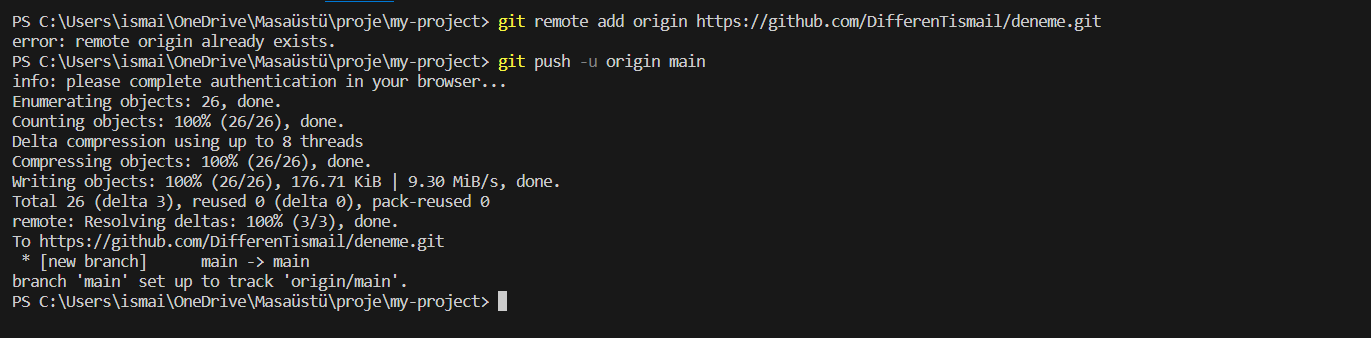 PS C:\Users\ismai\OneDrive\Masaüstü\proje\my-project> git remote add origin https://github.com/DifferenTismail/deneme.git
error: remote origin already exists.
PS C:\Users\ismai\OneDrive\Masaüstü\proje\my-project> git push -u origin main
info: please complete authentication in your browser...
Enumerating objects: 26, done.
Counting objects: 100% (26/26), done.
Delta compression using up to 8 threads
Compressing objects: 100% (26/26), done.
Writing objects: 100% (26/26), 176.71 KiB | 9.30 MiB/s, done.
Total 26 (delta 3), reused 0 (delta 0), pack-reused 0
remote: Resolving deltas: 100% (3/3), done.
To https://github.com/DifferenTismail/deneme.git
 * [new branch]      main -> main
branch 'main' set up to track 'origin/main'.
PS C:\Users\ismai\OneDrive\Masaüstü\proje\my-project>